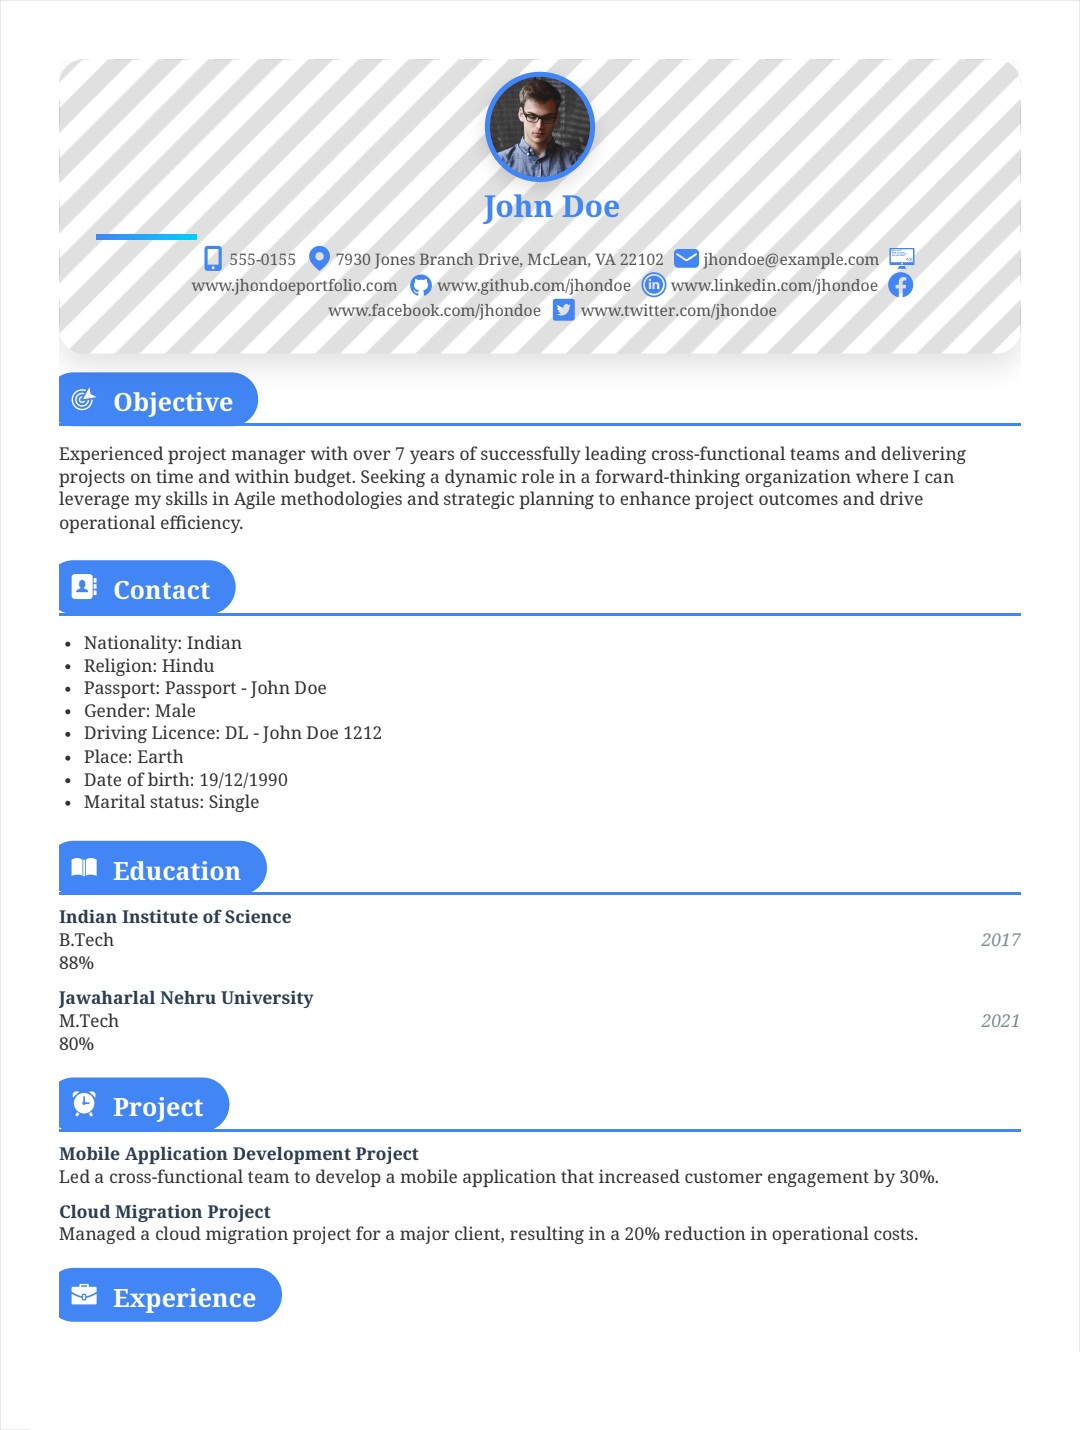 John Doe
555-0155 7930 Jones Branch Drive, McLean, VA 22102 jhondoe@example.com
www.jhondoeportfolio.com www.github.com/jhondoe www.linkedin.com/jhondoe
www.facebook.com/jhondoe www.twitter.com/jhondoe
Objective
Experienced project manager with over 7 years of successfully leading cross-functional teams and delivering
projects on time and within budget. Seeking a dynamic role in a forward-thinking organization where I can
leverage my skills in Agile methodologies and strategic planning to enhance project outcomes and drive
operational efficiency.
Contact
• Nationality: Indian
• Religion: Hindu
• Passport: Passport - John Doe
• Gender: Male
• Driving Licence: DL - John Doe 1212
• Place: Earth
• Date of birth: 19/12/1990
• Marital status: Single
Education
Indian Institute of Science
B.Tech 2017
88%
Jawaharlal Nehru University
M.Tech 2021
80%
Project
Mobile Application Development Project
Led a cross-functional team to develop a mobile application that increased customer engagement by 30%.
Cloud Migration Project
Managed a cloud migration project for a major client, resulting in a 20% reduction in operational costs.
Experience